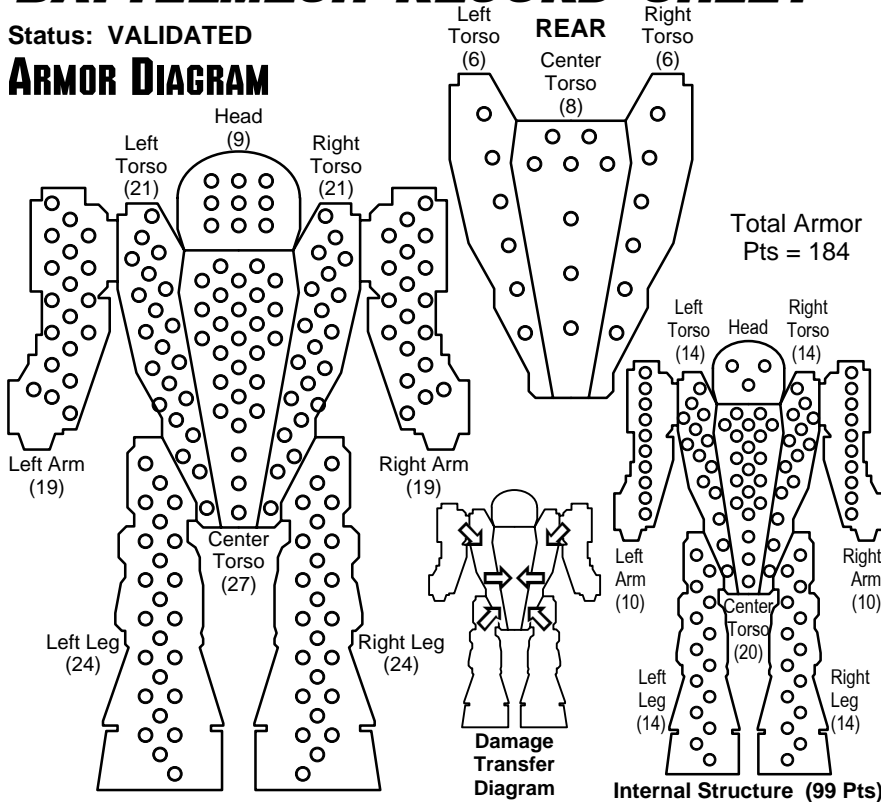 BATTLEMECH RECORD SHEET
Status: VALIDATED
ARMOR DIAGRAM
Head
(9)
Left
Torso
(21)
Right
Torso
(21)
Left Arm
(19)
Right Arm
(19)
Center
Torso
(27)
Left Leg
(24)
Right Leg
(24)
REAR
Left
Torso
(6)
Center
Torso
(8)
Right
Torso
(6)
Total Armor
Pts = 184
Damage
Transfer
Diagram
Left
Torso
(14)
Head
Right
Torso
(14)
Left
Arm
(10)
Right
Arm
(10)
Center
Torso
(20)
Left
Leg
(14)
Right
Leg
(14)
Internal Structure (99 Pts)